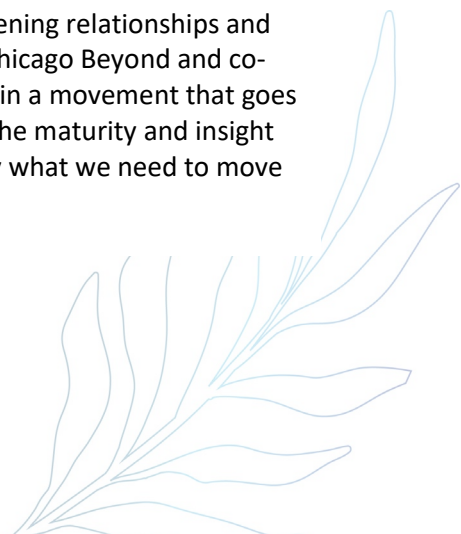 ening relationships and
hicago Beyond and co-
in a movement that goes
he maturity and insight
what we need to move